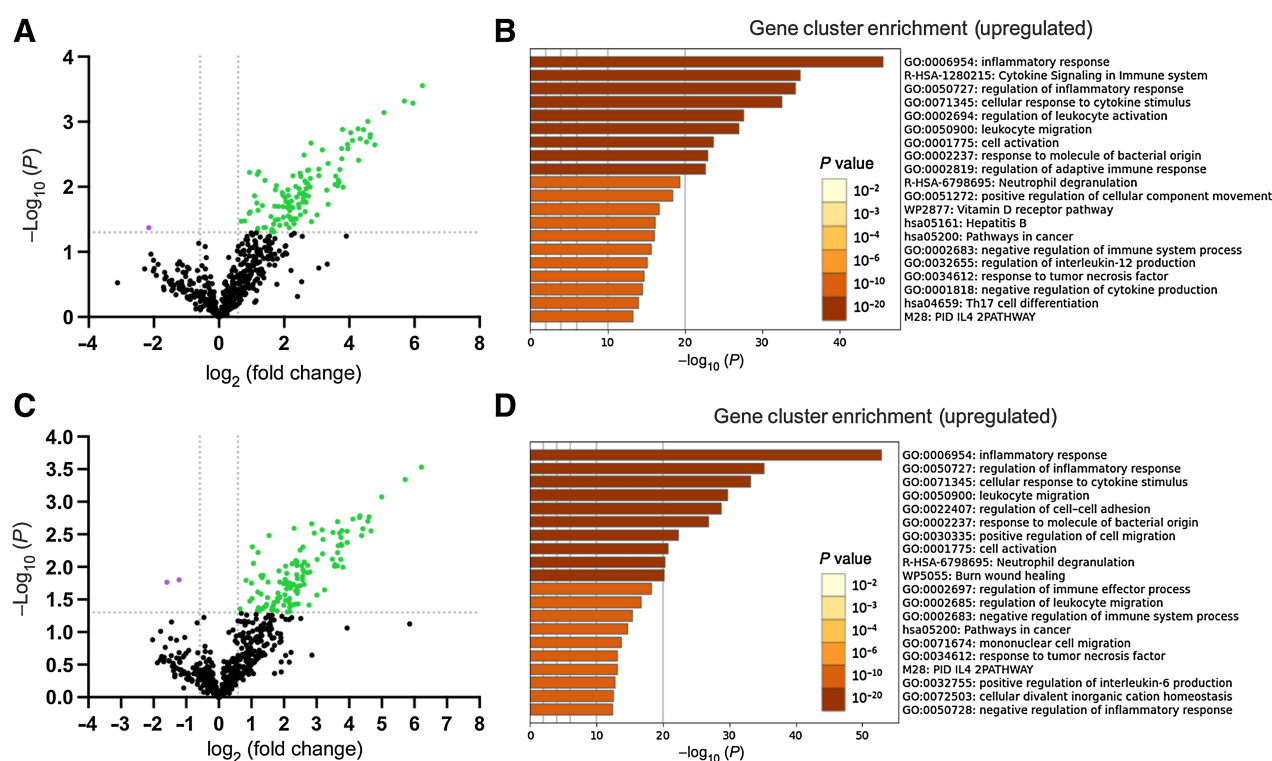 A
–Log10 (P)
4
3
2
1
0
–4
–2
0
2
4
6
8
log2 (fold change)
B
Gene cluster enrichment (upregulated)
GO:0006954: inflammatory response
R-HSA-1280215: Cytokine Signaling in Immune system
GO:0050727: regulation of inflammatory response
GO:0071345: cellular response to cytokine stimulus
GO:0002694: regulation of leukocyte activation
GO:0050900: leukocyte migration
GO:0001775: cell activation
GO:0002237: response to molecule of bacterial origin
GO:0002819: regulation of adaptive immune response
R-HSA-6798695: Neutrophil degranulation
GO:0051272: positive regulation of cellular component movement
WP2877: Vitamin D receptor pathway
hsa05161: Hepatitis B
hsa05200: Pathways in cancer
GO:0002683: negative regulation of immune system process
GO:0032655: regulation of interleukin-12 production
GO:0034612: response to tumor necrosis factor
GO:0001818: negative regulation of cytokine production
hsa04659: Th17 cell differentiation
M28: PID IL4 2PATHWAY
P value
10–2
10–3
10–4
10–6
10–10
10–20
0
10
20
30
40
–log10 (P)
C
–Log10 (P)
4.0
3.5
3.0
2.5
2.0
1.5
1.0
0.5
0.0
–4
–3
–2
–1
0
1
2
3
4
5
6
7
8
log2 (fold change)
D
Gene cluster enrichment (upregulated)
GO:0006954: inflammatory response
GO:0050727: regulation of inflammatory response
GO:0071345: cellular response to cytokine stimulus
GO:0050900: leukocyte migration
GO:0022407: regulation of cell–cell adhesion
GO:0002237: response to molecule of bacterial origin
GO:0030335: positive regulation of cell migration
GO:0001775: cell activation
R-HSA-6798695: Neutrophil degranulation
WP5055: Burn wound healing
GO:0002697: regulation of immune effector process
GO:0002685: regulation of leukocyte migration
GO:0002683: negative regulation of immune system process
hsa05200: Pathways in cancer
GO:0071674: mononuclear cell migration
GO:0034612: response to tumor necrosis factor
M28: PID IL4 2PATHWAY
GO:0032755: positive regulation of interleukin-6 production
GO:0072503: cellular divalent inorganic cation homeostasis
GO:0050728: negative regulation of inflammatory response
P value
10–2
10–3
10–4
10–6
10–10
10–20
0
10
20
30
40
50
–log10 (P)